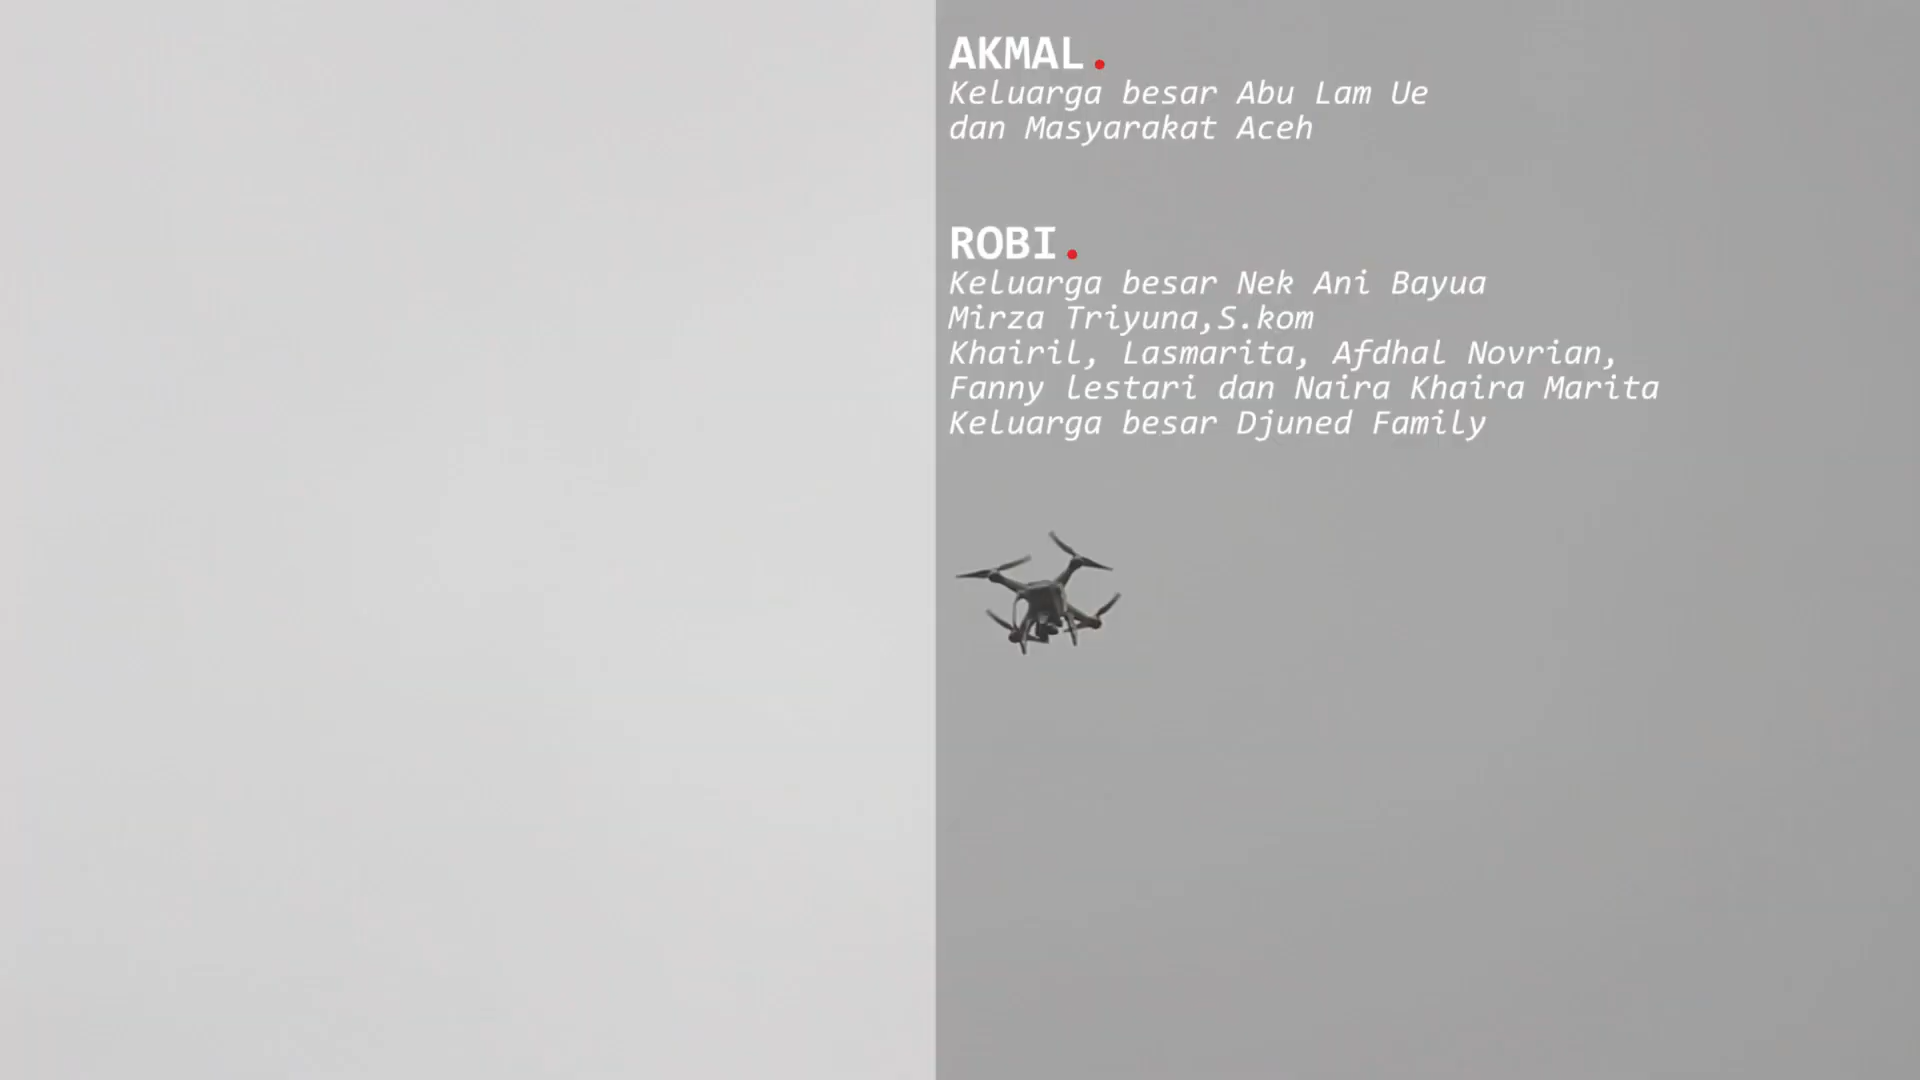 AKMAL.
Keluarga besar Abu Lam Ue
dan Masyarakat Aceh
ROBI.
Keluarga besar Nek Ani Bayua
Mirza Triyuna,S.kom
Khairil, Lasmarita, Afdhal Novrian,
Fanny lestari dan Naira Khaira Marita
Keluarga besar Djuned Family